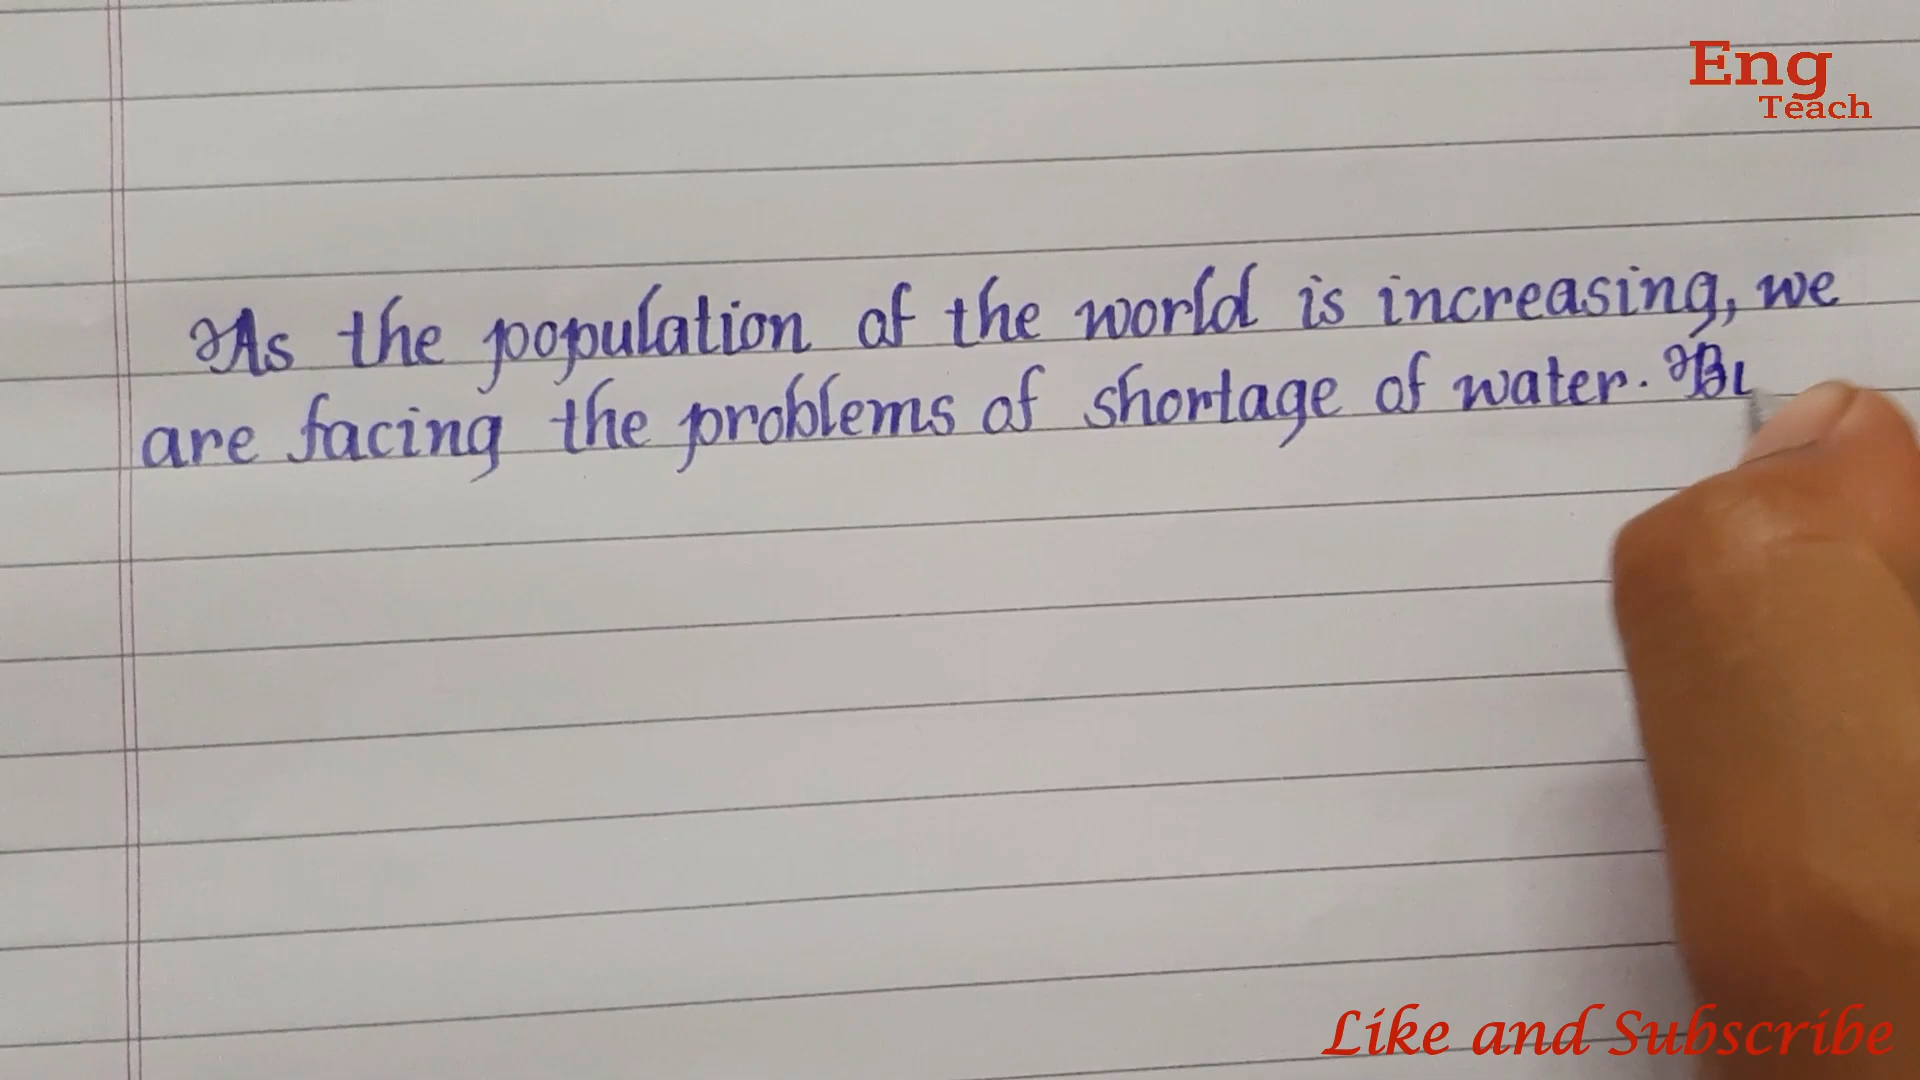 Eng
Teach
As the population of the world is increasing, we
are facing the problems of shortage of water.
Like and Subscribe